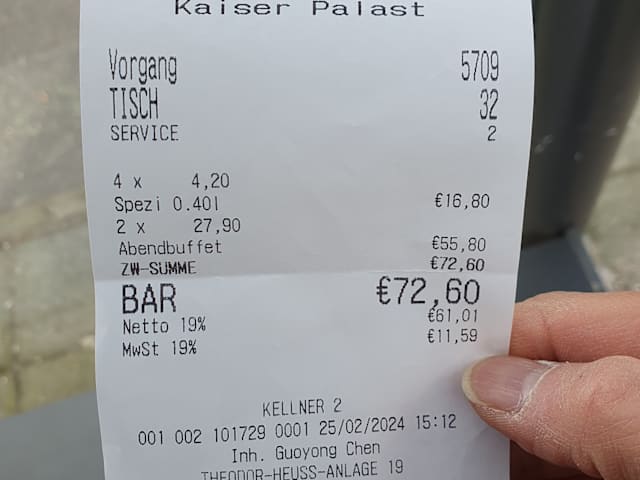 Kaiser Palast
Vorgang 5709
TISCH 32
SERVICE 2
4 x 4,20
Spezi 0.40l €16,80
2 x 27,90
Abendbuffet €55,80
ZW-SUMME €72,60
BAR €72,60
Netto 19% €61,01
MwSt 19% €11,59
KELLNER 2
001 002 101729 0001 25/02/2024 15:12
Inh. Guoyong Chen
THEODOR-HEUSS-ANLAGE 19